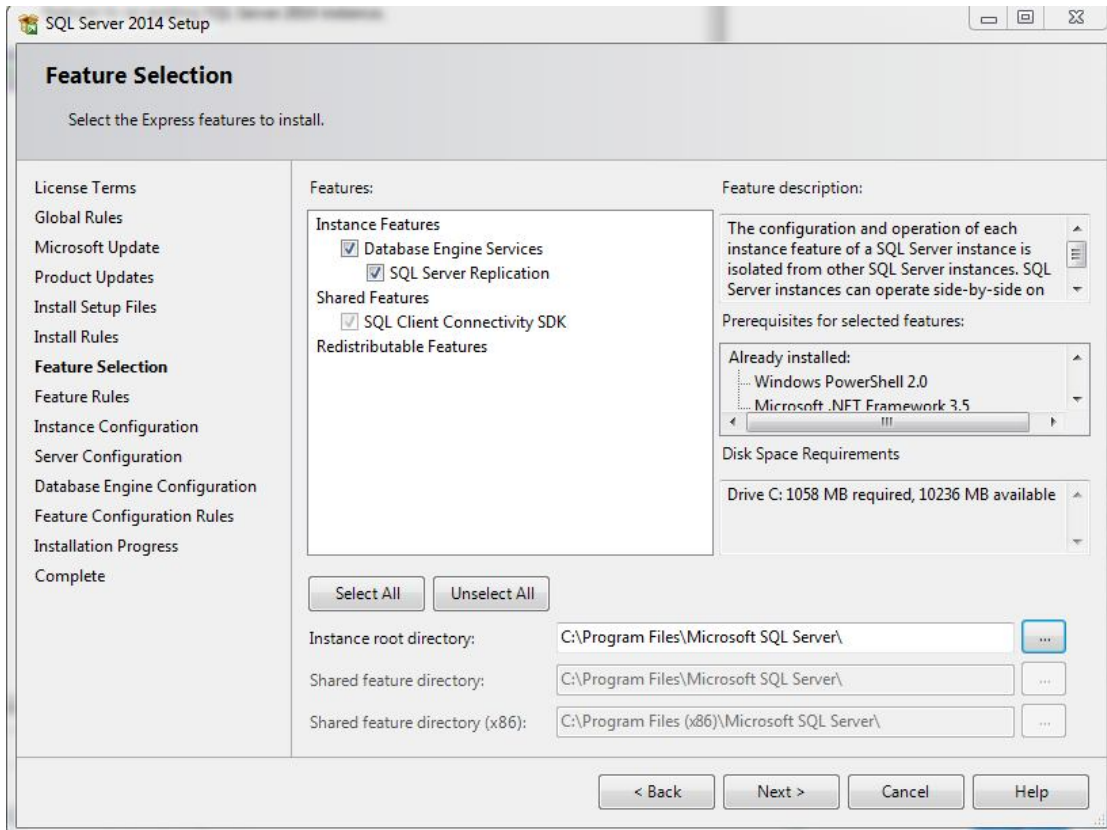 SQL Server 2014 Setup
Feature Selection
Select the Express features to install.
License Terms
Global Rules
Microsoft Update
Product Updates
Install Setup Files
Install Rules
Feature Selection
Feature Rules
Instance Configuration
Server Configuration
Database Engine Configuration
Feature Configuration Rules
Installation Progress
Complete
Features:
Instance Features
Database Engine Services
SQL Server Replication
Shared Features
SQL Client Connectivity SDK
Redistributable Features
Feature description:
The configuration and operation of each
instance feature of a SQL Server instance is
isolated from other SQL Server instances. SQL
Server instances can operate side-by-side on
Prerequisites for selected features:
Already installed:
Windows PowerShell 2.0
Microsoft .NET Framework 3.5
Disk Space Requirements
Drive C: 1058 MB required, 10236 MB available
Select All
Unselect All
Instance root directory:
C:\Program Files\Microsoft SQL Server\
...
Shared feature directory:
C:\Program Files\Microsoft SQL Server\
...
Shared feature directory (x86):
C:\Program Files (x86)\Microsoft SQL Server\
...
< Back
Next >
Cancel
Help